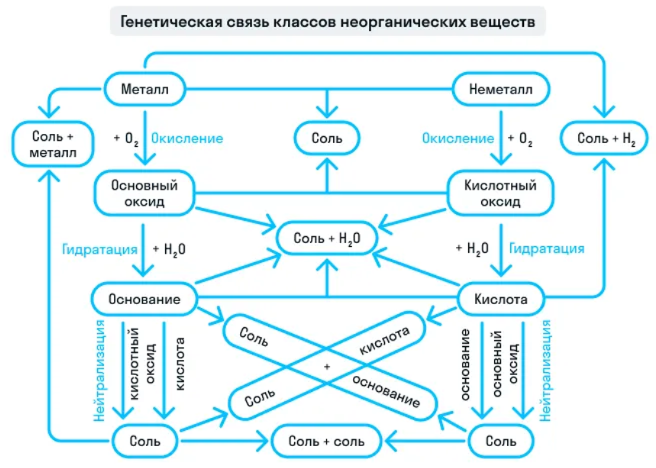 Генетическая связь классов неорганических веществ
Металл
Неметалл
Соль +
металл
+ O₂
Окисление
Соль
Окисление
+ O₂
Соль + H₂
Основный
оксид
Кислотный
оксид
Соль + H₂O
Гидратация
+ H₂O
+ H₂O
Гидратация
Основание
Кислота
Нейтрализация
кислотный
оксид
кислота
Соль
+
основание
Соль
кислота
основание
основный
оксид
Нейтрализация
Соль
Соль + соль
Соль